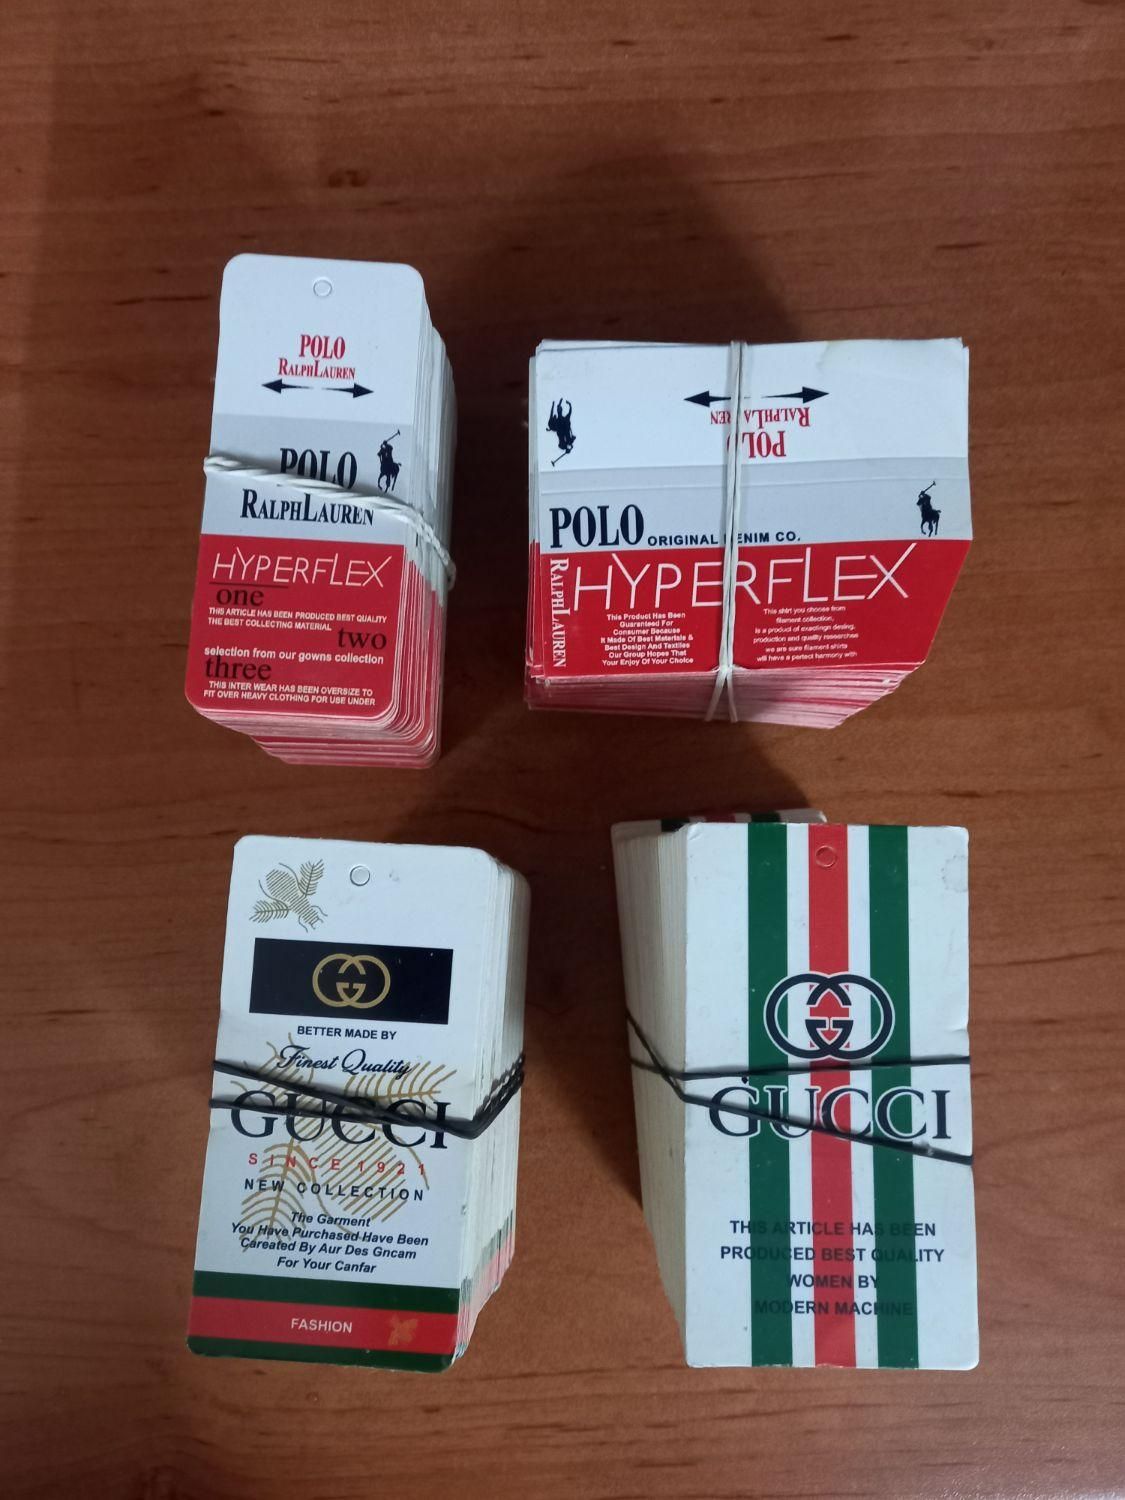 POLO
RALPHLAUREN
POLO
RALPHLAUREN
HYPERFLEX
one
THIS ARTICLE HAS BEEN PRODUCED BEST QUALITY
THE BEST COLLECTING MATERIAL
two
selection from our gowns collection
three
THIS INTER WEAR HAS BEEN OVERSIZE TO
FIT OVER HEAVY CLOTHING FOR USE UNDER
POLO
RALPHLAUREN
POLO ORIGINAL DENIM CO.
RALPHLAUREN
HYPERFLEX
This Product Has Been
Guaranteed For
Consumer Because
It Made Of Best Materials &
Best Design And Textiles
Our Group Hopes That
Your Enjoy Of Your Choice
This shirt you choose from
filament collection,
is a product of exactingn desing,
production and quality researches
we are sure filament shirts
will have a perfect harmony with
BETTER MADE BY
Finest Quality
GUCCI
SINCE 1921
NEW COLLECTION
The Garment
You Have Purchased Have Been
Careated By Aur Des Gncam
For Your Canfar
FASHION
GUCCI
THIS ARTICLE HAS BEEN
PRODUCED BEST QUALITY
WOMEN BY
MODERN MACHINE